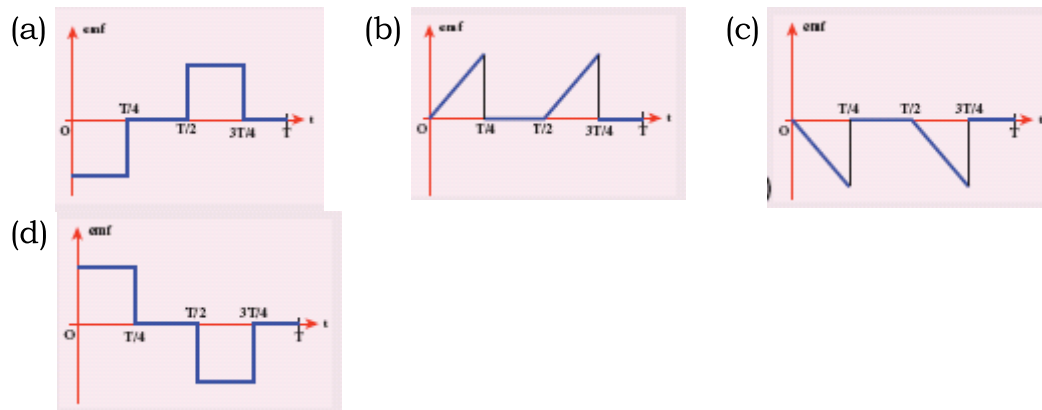 (a) emf
T/4
O T/2 3T/4 T t
(b) emf
O T/4 T/2 3T/4 T t
(c) emf
T/4 T/2 3T/4
O T t
)
(d) emf
T/2 3T/4
O T/4 T t